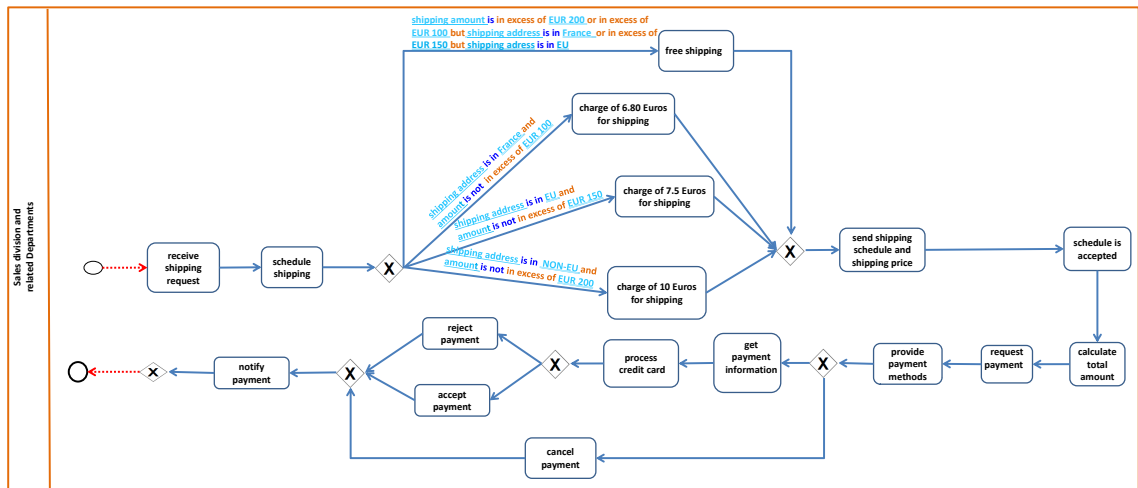 Sales division and
related Departments
shipping amount is in excess of EUR 200 or in excess of
EUR 100 but shipping address is in France or in excess of
EUR 150 but shipping adress is in EU
free shipping
shipping address is in France and
amount is not in excess of EUR 100
charge of 6.80 Euros
for shipping
shipping address is in EU and
amount is not in excess of EUR 150
charge of 7.5 Euros
for shipping
shipping address is in NON-EU and
amount is not in excess of EUR 200
charge of 10 Euros
for shipping
receive
shipping
request
schedule
shipping
X
X
send shipping
schedule and
shipping price
schedule is
accepted
calculate
total
amount
request
payment
provide
payment
methods
X
get
payment
information
process
credit card
X
reject
payment
accept
payment
cancel
payment
X
notify
payment
X